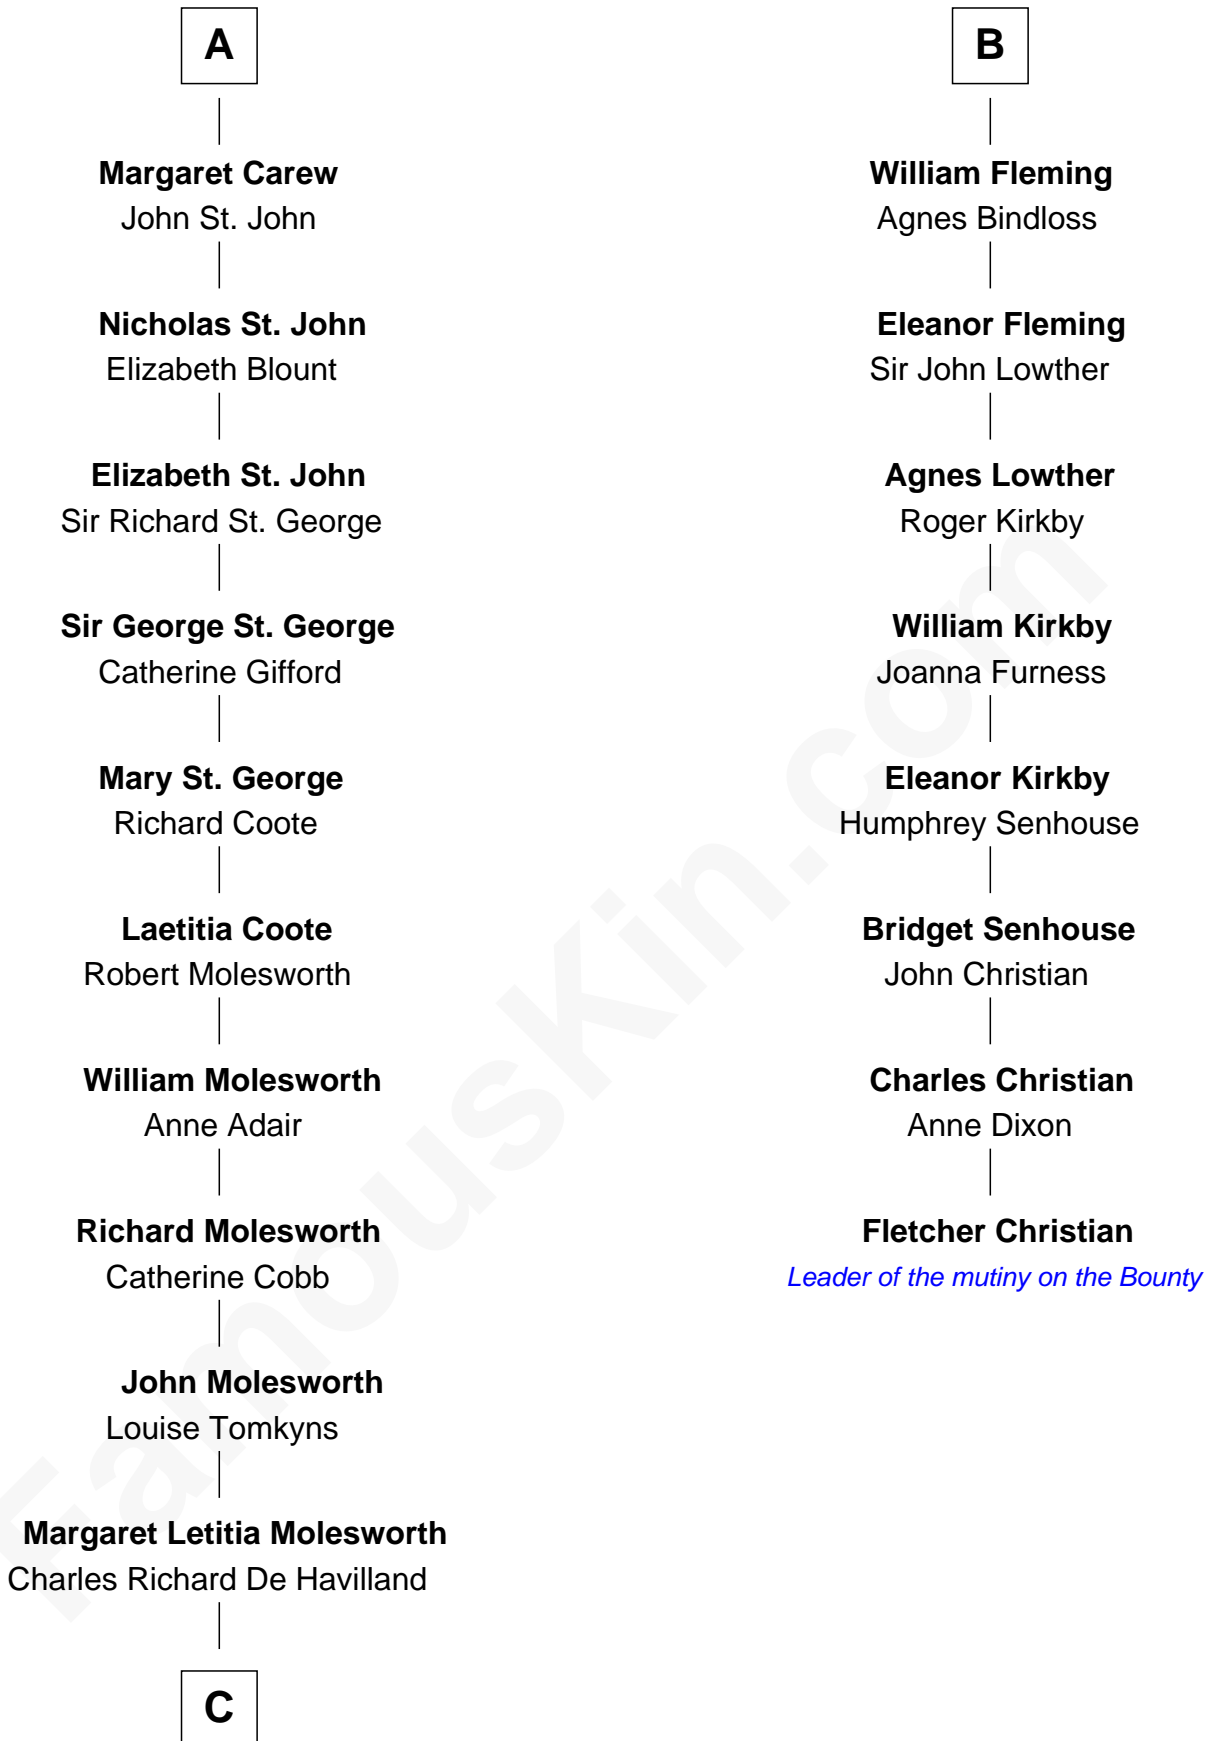 A
Margaret Carew
John St. John
Nicholas St. John
Elizabeth Blount
Elizabeth St. John
Sir Richard St. George
Sir George St. George
Catherine Gifford
Mary St. George
Richard Coote
Laetitia Coote
Robert Molesworth
William Molesworth
Anne Adair
Richard Molesworth
Catherine Cobb
John Molesworth
Louise Tomkyns
Margaret Letitia Molesworth
Charles Richard De Havilland
C
B
William Fleming
Agnes Bindloss
Eleanor Fleming
Sir John Lowther
Agnes Lowther
Roger Kirkby
William Kirkby
Joanna Furness
Eleanor Kirkby
Humphrey Senhouse
Bridget Senhouse
John Christian
Charles Christian
Anne Dixon
Fletcher Christian
Leader of the mutiny on the Bounty
FamousKin.com